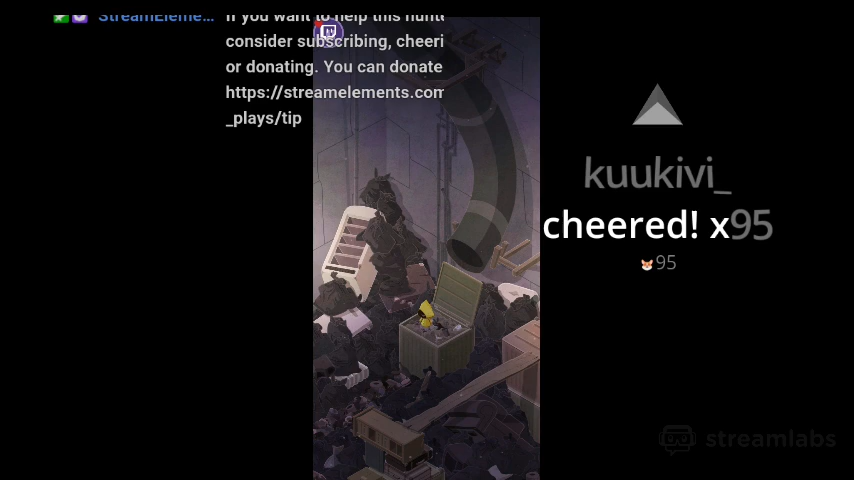 StreamEleme…
If you want to help this hunte
consider subscribing, cheeri
or donating. You can donate
https://streamelements.com
_plays/tip
kuukivi_
cheered! x95
95
streamlabs